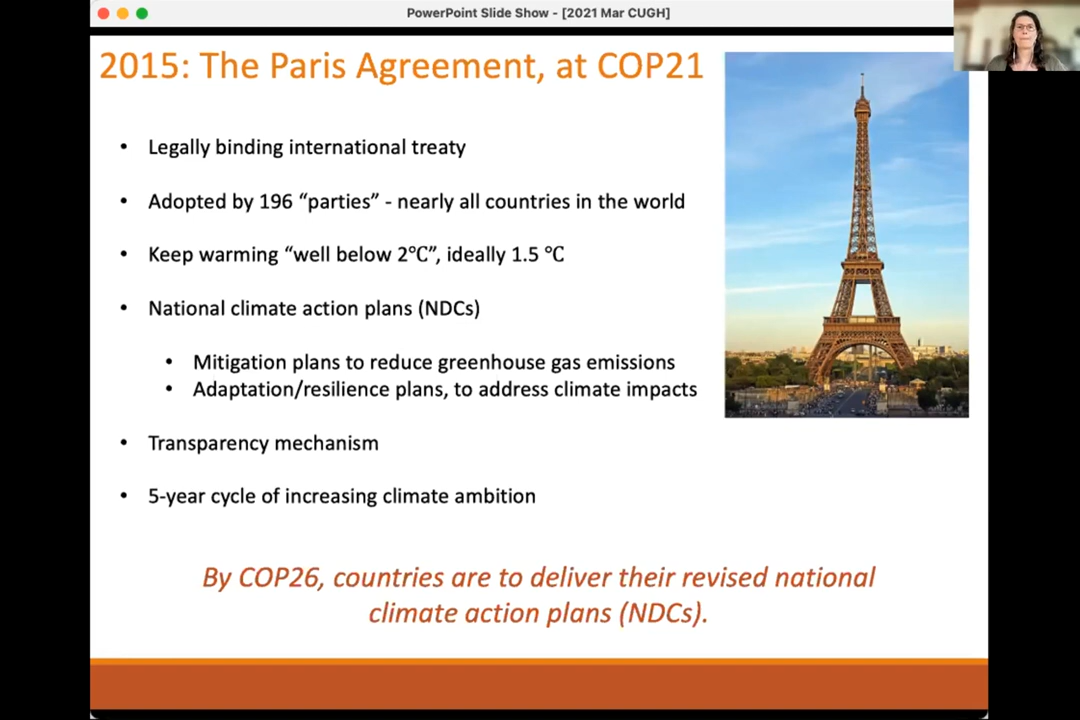 PowerPoint Slide Show - [2021 Mar CUGH]
2015: The Paris Agreement, at COP21
• Legally binding international treaty
• Adopted by 196 “parties” - nearly all countries in the world
• Keep warming “well below 2℃”, ideally 1.5 ℃
• National climate action plans (NDCs)
• Mitigation plans to reduce greenhouse gas emissions
• Adaptation/resilience plans, to address climate impacts
• Transparency mechanism
• 5-year cycle of increasing climate ambition
By COP26, countries are to deliver their revised national
climate action plans (NDCs).